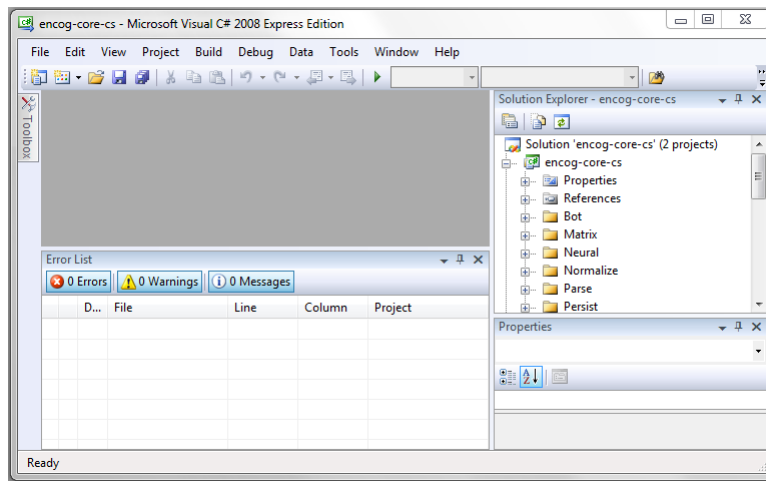 encog-core-cs - Microsoft Visual C# 2008 Express Edition
File Edit View Project Build Debug Data Tools Window Help
Toolbox
Solution Explorer - encog-core-cs
Solution 'encog-core-cs' (2 projects)
encog-core-cs
Properties
References
Bot
Matrix
Neural
Normalize
Parse
Persist
Error List
0 Errors 0 Warnings 0 Messages
D... File Line Column Project
Properties
Ready